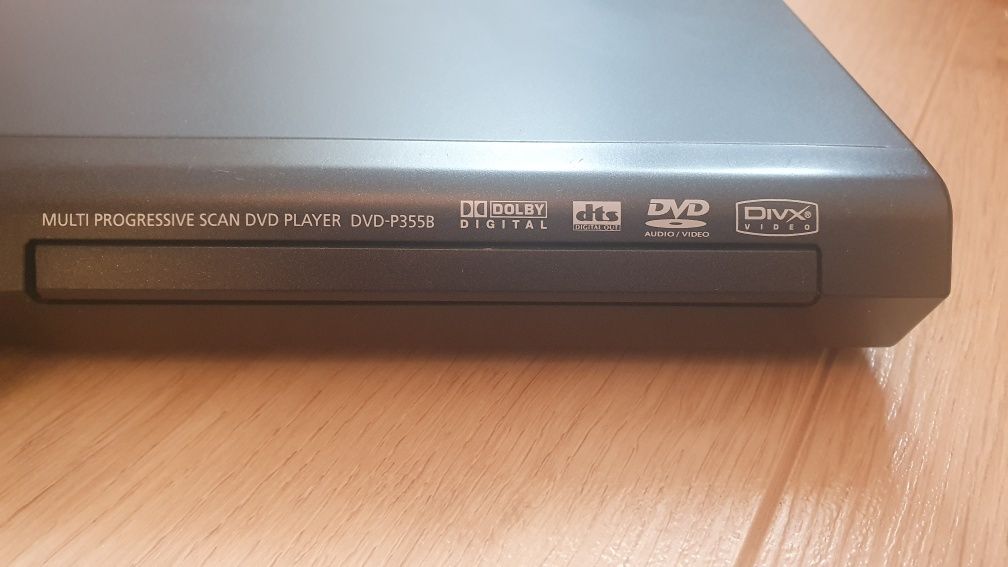 MULTI PROGRESSIVE SCAN DVD PLAYER DVD-P355B
DOLBY
DIGITAL
dts
DIGITAL OUT
DVD
AUDIO / VIDEO
DIVX®
VIDEO